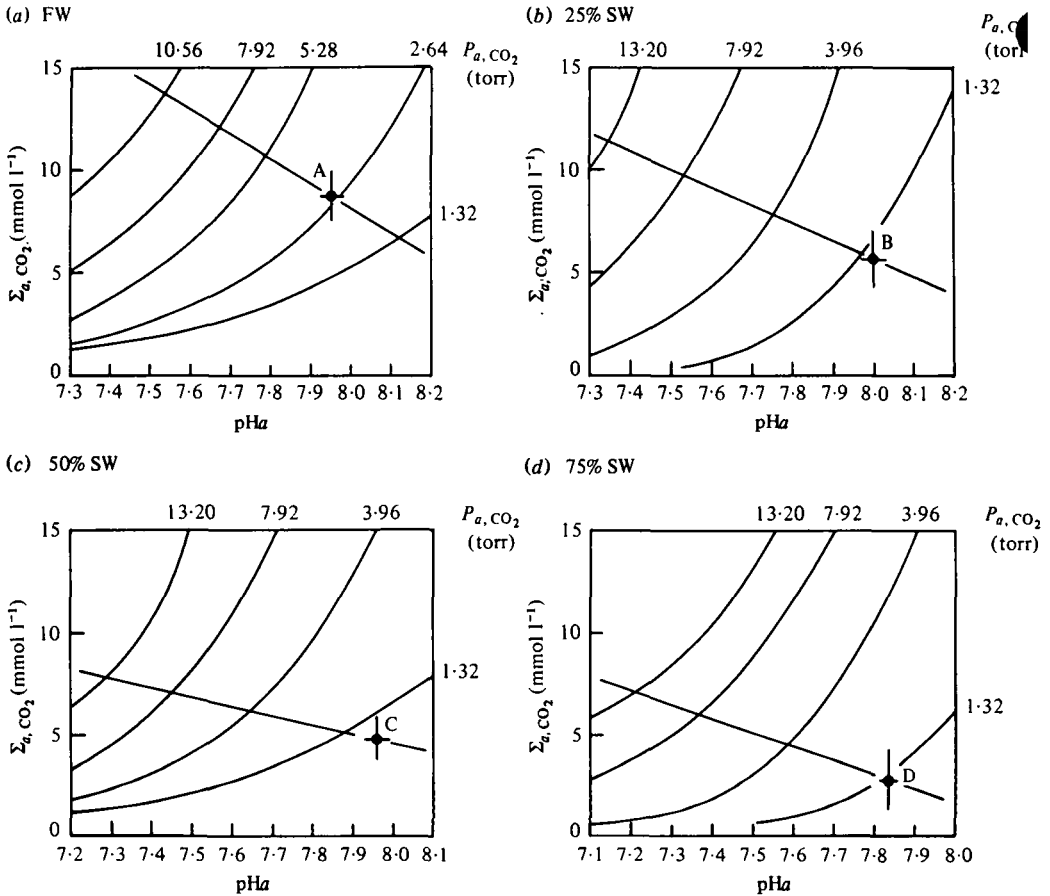 (a) FW
10·56 7·92 5·28 2·64 P_a, CO₂
(torr)
15
10
5
0
Σ_a, CO₂ (mmol l⁻¹)
A
1·32
7·3 7·4 7·5 7·6 7·7 7·8 7·9 8·0 8·1 8·2
pHa
(b) 25% SW
13·20 7·92 3·96
1·32
15
10
5
0
Σ_a, CO₂ (mmol l⁻¹)
B
7·3 7·4 7·5 7·6 7·7 7·8 7·9 8·0 8·1 8·2
pHa
(c) 50% SW
13·20 7·92 3·96 P_a, CO₂
(torr)
15
10
5
0
Σ_a, CO₂ (mmol l⁻¹)
C
1·32
7·2 7·3 7·4 7·5 7·6 7·7 7·8 7·9 8·0 8·1
pHa
(d) 75% SW
13·20 7·92 3·96 P_a, CO₂
(torr)
15
10
5
0
Σ_a, CO₂ (mmol l⁻¹)
D
1·32
7·1 7·2 7·3 7·4 7·5 7·6 7·7 7·8 7·9 8·0
pHa